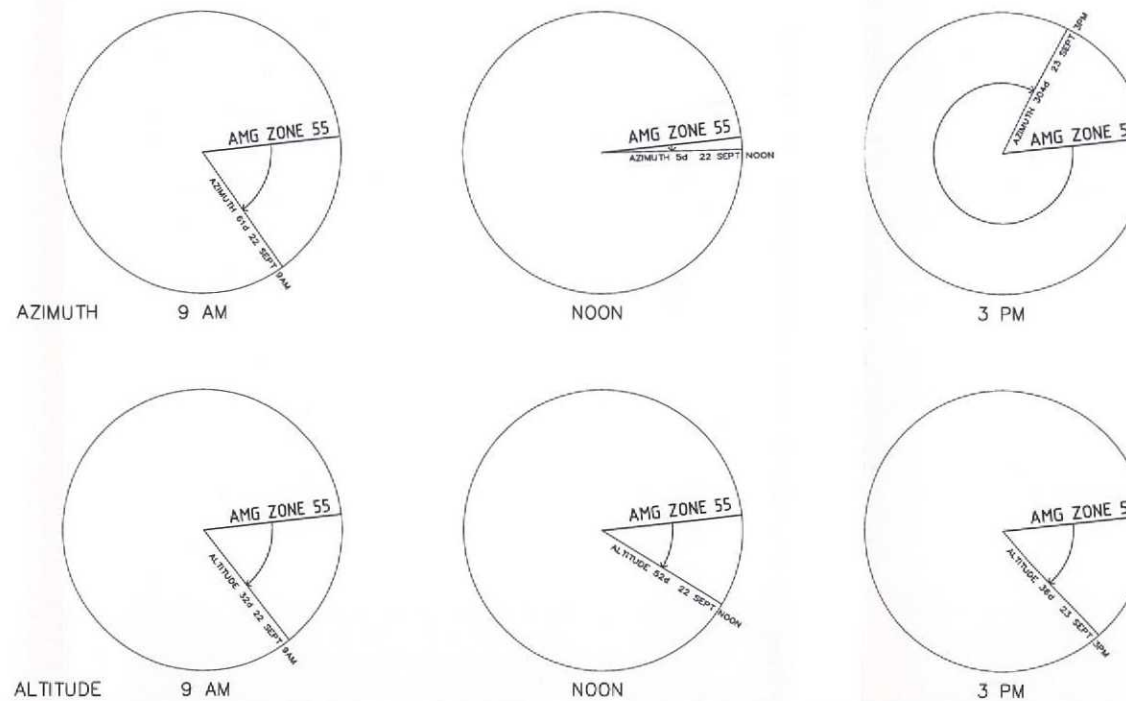 AMG ZONE 55
AZIMUTH 61d 22 SEPT 9AM
AMG ZONE 55
AZIMUTH 5d 22 SEPT NOON
AZIMUTH 304d 23 SEPT 3PM
AMG ZONE 5
AZIMUTH 9 AM
NOON
3 PM
AMG ZONE 55
ALTITUDE 32d 22 SEPT 9AM
AMG ZONE 55
ALTITUDE 52d 22 SEPT NOON
AMG ZONE 5
ALTITUDE 36d 23 SEPT 3PM
ALTITUDE 9 AM
NOON
3 PM